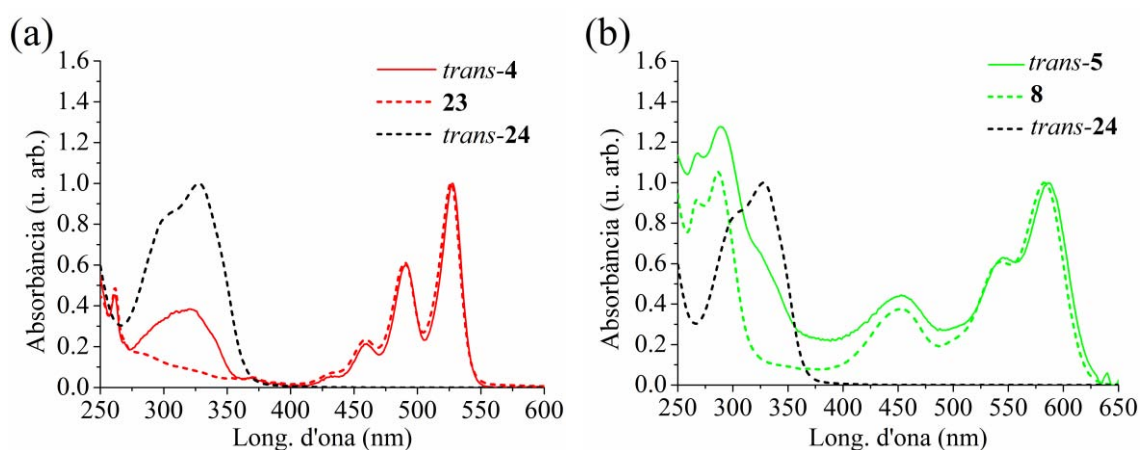 (a)
trans-4
23
trans-24
Absorbància (u. arb.)
1.6
1.4
1.2
1.0
0.8
0.6
0.4
0.2
0.0
250 300 350 400 450 500 550 600
Long. d'ona (nm)
(b)
trans-5
8
trans-24
Absorbància (u. arb.)
1.6
1.4
1.2
1.0
0.8
0.6
0.4
0.2
0.0
250 300 350 400 450 500 550 600 650
Long. d'ona (nm)